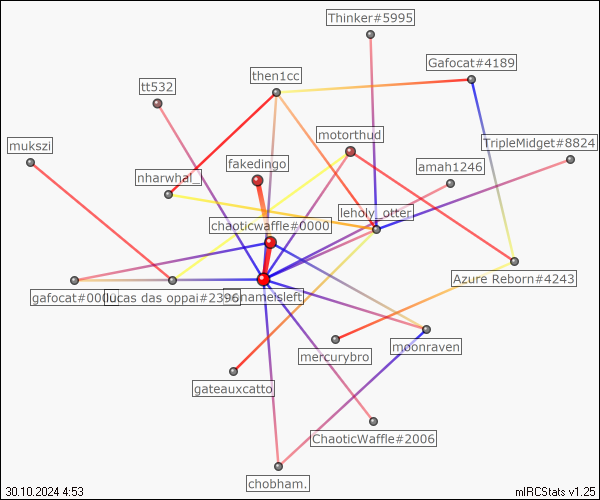 Thinker#5995
Gafocat#4189
then1cc
tt532
motorthud
TripleMidget#8824
mukszi
fakedingo
amah1246
nharwhal_
leholy_otter
chaoticwaffle#0000
Azure Reborn#4243
gafocat#0000
lucas das oppai#2396
nameisleft
moonraven
mercurybro
gateauxcatto
ChaoticWaffle#2006
chobham.
30.10.2024 4:53
mIRCStats v1.25